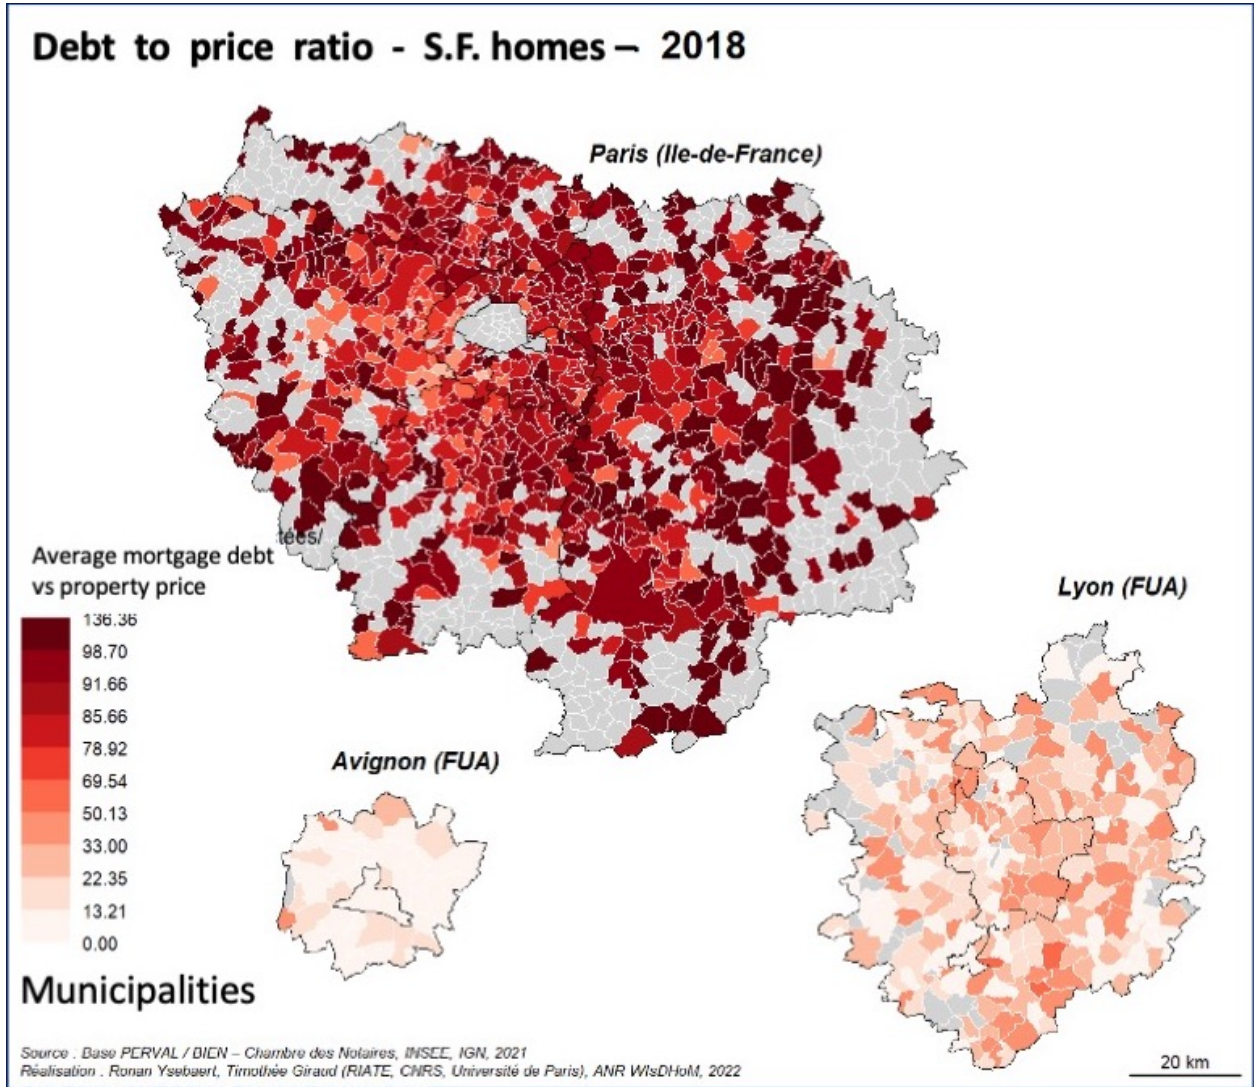 Debt to price ratio - S.F. homes – 2018
Paris (Ile-de-France)
tées/
Average mortgage debt
vs property price
136.36
98.70
91.66
85.66
78.92
69.54
50.13
33.00
22.35
13.21
0.00
Lyon (FUA)
Avignon (FUA)
Municipalities
Source : Base PERVAL / BIEN – Chambre des Notaires, INSEE, IGN, 2021
Réalisation : Ronan Ysebaert, Timothée Giraud (RIATE, CNRS, Université de Paris), ANR WIsDHoM, 2022
20 km